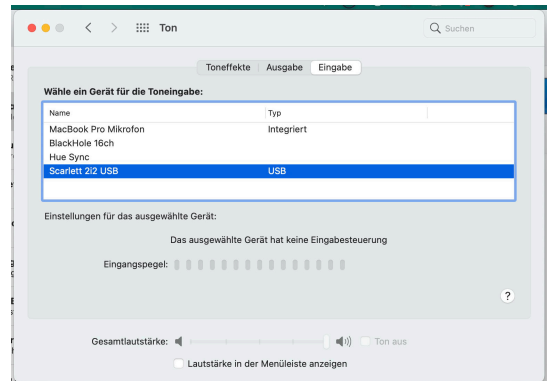 Ton
Suchen
Toneffekte Ausgabe Eingabe
Wähle ein Gerät für die Toneingabe:
Name Typ
MacBook Pro Mikrofon Integriert
BlackHole 16ch
Hue Sync
Scarlett 2i2 USB USB
Einstellungen für das ausgewählte Gerät:
Das ausgewählte Gerät hat keine Eingabesteuerung
Eingangspegel:
?
Gesamtlautstärke: Ton aus
Lautstärke in der Menüleiste anzeigen